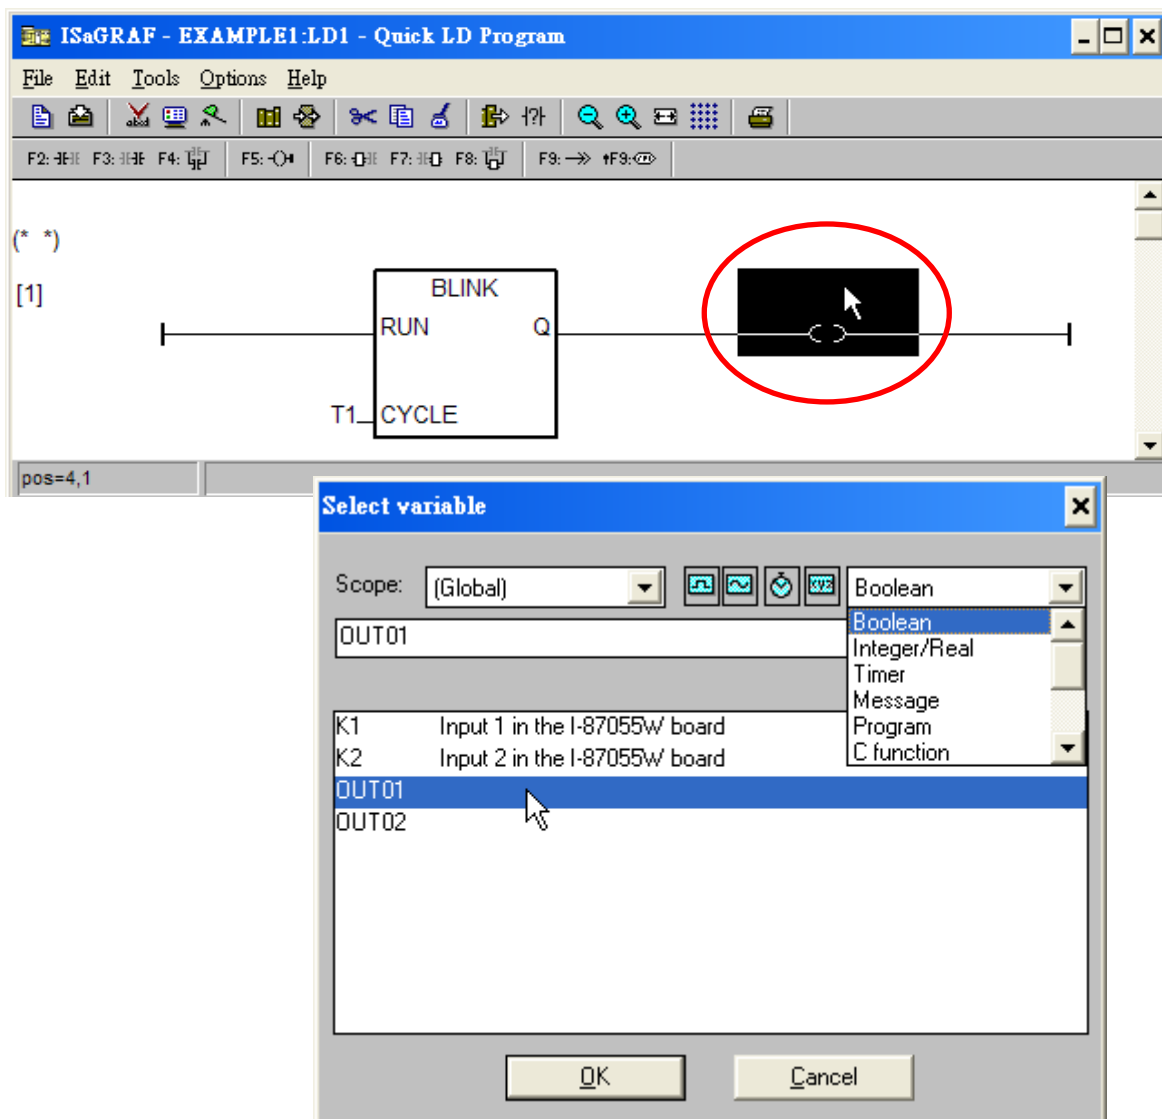 ISaGRAF - EXAMPLE1:LD1 - Quick LD Program
File Edit Tools Options Help
F2: F3: F4: F5: F6: F7: F8: F9: F9:
(* *)
[1]
BLINK
RUN Q
T1 CYCLE
pos=4,1
Select variable
Scope: (Global) xyz Boolean
OUT01
Boolean
Integer/Real
Timer
Message
Program
C function
K1 Input 1 in the I-87055W board
K2 Input 2 in the I-87055W board
OUT01
OUT02
OK Cancel